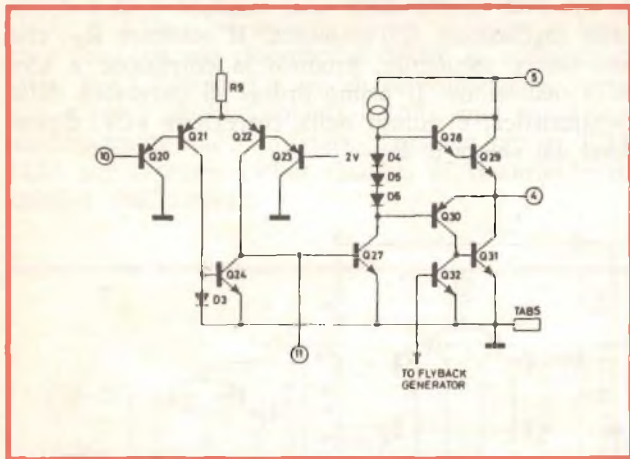 5
R9
Q21
Q22
Q28
Q29
10
Q20
Q23
2V
D4
D5
D6
4
Q30
Q24
Q27
Q32
Q31
D3
TABS
11
TO FLYBACK
GENERATOR